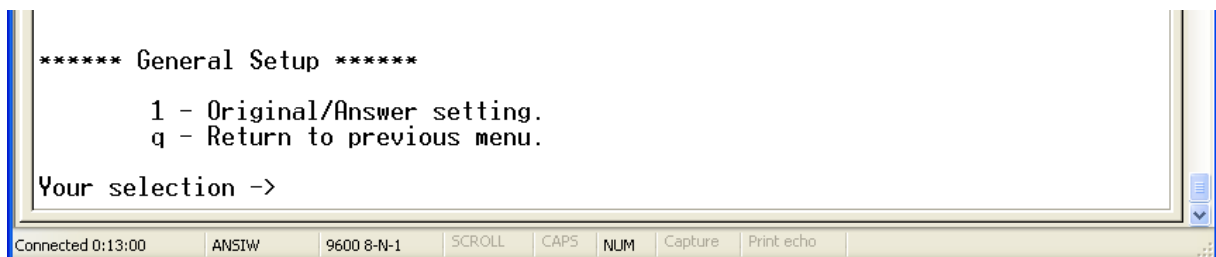 ****** General Setup ******
1 - Original/Answer setting.
q - Return to previous menu.
Your selection ->
Connected 0:13:00 ANSIW 9600 8-N-1 SCROLL CAPS NUM Capture Print echo